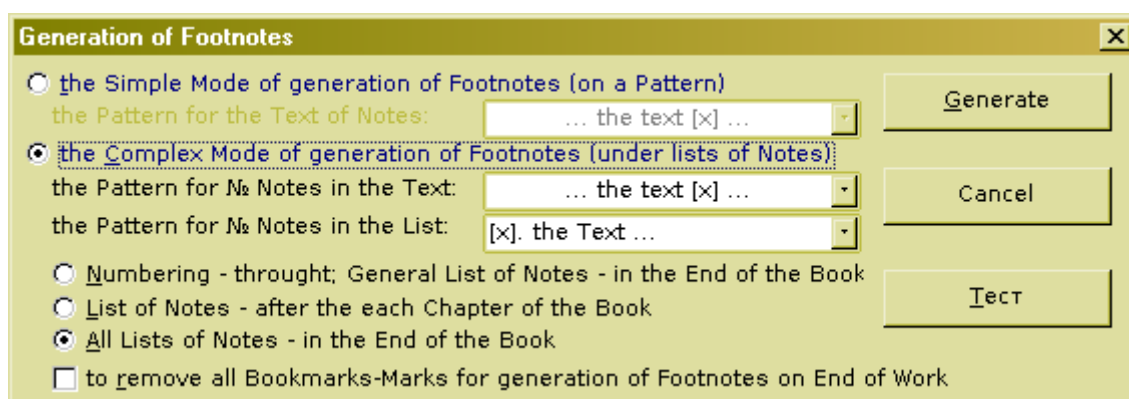 Generation of Footnotes
the Simple Mode of generation of Footnotes (on a Pattern)
Generate
the Pattern for the Text of Notes:
... the text [x] ...
the Complex Mode of generation of Footnotes (under lists of Notes)
the Pattern for № Notes in the Text:
... the text [x] ...
Cancel
the Pattern for № Notes in the List:
[x]. the Text ...
Numbering - throught; General List of Notes - in the End of the Book
List of Notes - after the each Chapter of the Book
Тест
All Lists of Notes - in the End of the Book
to remove all Bookmarks-Marks for generation of Footnotes on End of Work